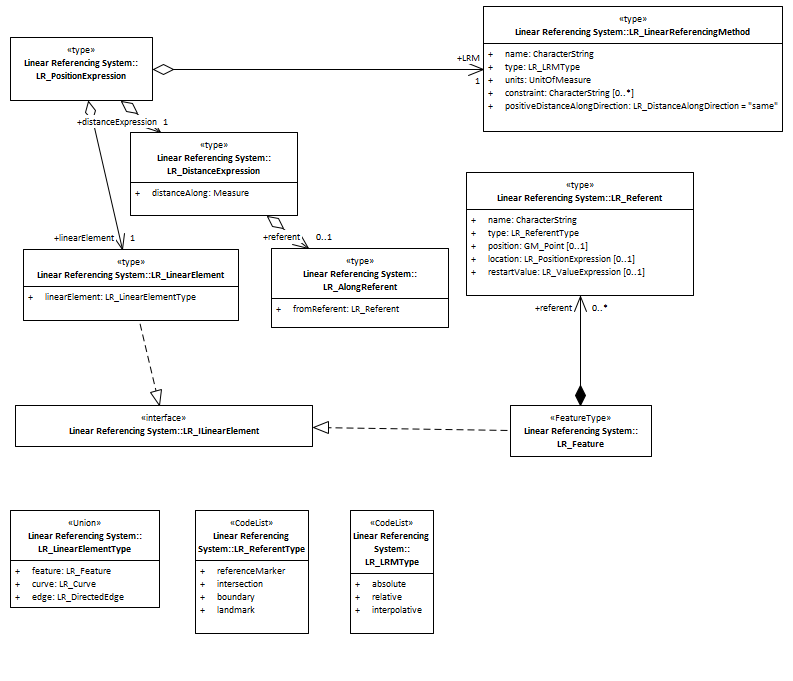 «type»
Linear Referencing System::
LR_PositionExpression
«type»
Linear Referencing System::LR_LinearReferencingMethod
+ name: CharacterString
+ type: LR_LRMType
+ units: UnitOfMeasure
+ constraint: CharacterString [0..*]
+ positiveDistanceAlongDirection: LR_DistanceAlongDirection = "same"
+LRM
1
+distanceExpression 1
«type»
Linear Referencing System::
LR_DistanceExpression
+ distanceAlong: Measure
«type»
Linear Referencing System::LR_Referent
+ name: CharacterString
+ type: LR_ReferentType
+ position: GM_Point [0..1]
+ location: LR_PositionExpression [0..1]
+ restartValue: LR_ValueExpression [0..1]
+linearElement 1
+referent 0..1
«type»
Linear Referencing System::LR_LinearElement
+ linearElement: LR_LinearElementType
«type»
Linear Referencing System::
LR_AlongReferent
+ fromReferent: LR_Referent
+referent 0..*
«interface»
Linear Referencing System::LR_ILinearElement
«FeatureType»
Linear Referencing System::
LR_Feature
«Union»
Linear Referencing System::
LR_LinearElementType
+ feature: LR_Feature
+ curve: LR_Curve
+ edge: LR_DirectedEdge
«CodeList»
Linear Referencing
System::LR_ReferentType
+ referenceMarker
+ intersection
+ boundary
+ landmark
«CodeList»
Linear Referencing
System::
LR_LRMType
+ absolute
+ relative
+ interpolative